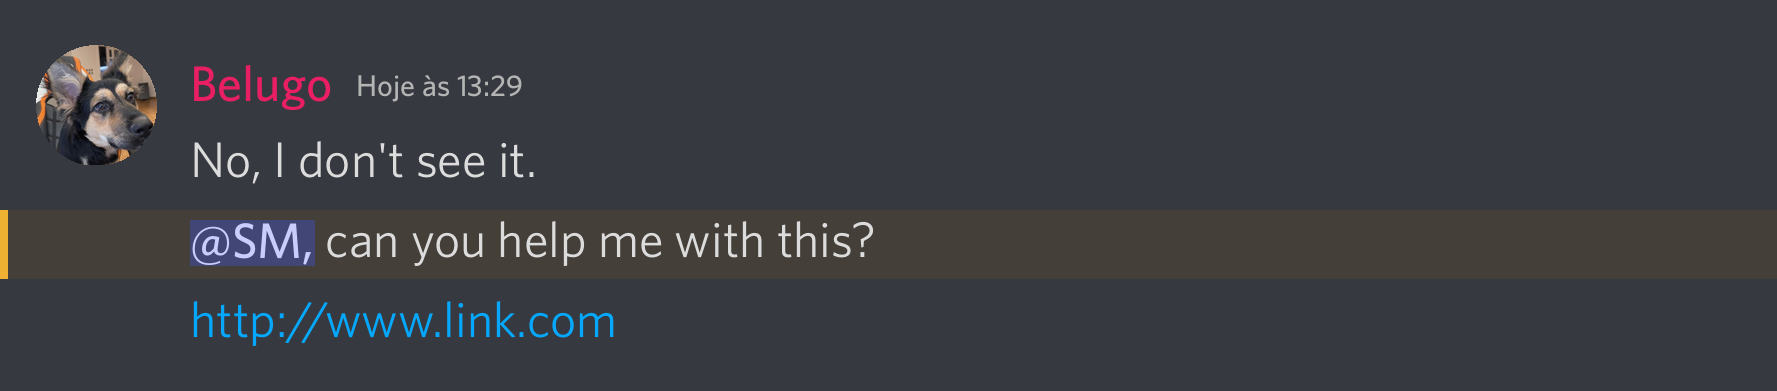 Belugo Hoje às 13:29
No, I don't see it.
@SM, can you help me with this?
http://www.link.com